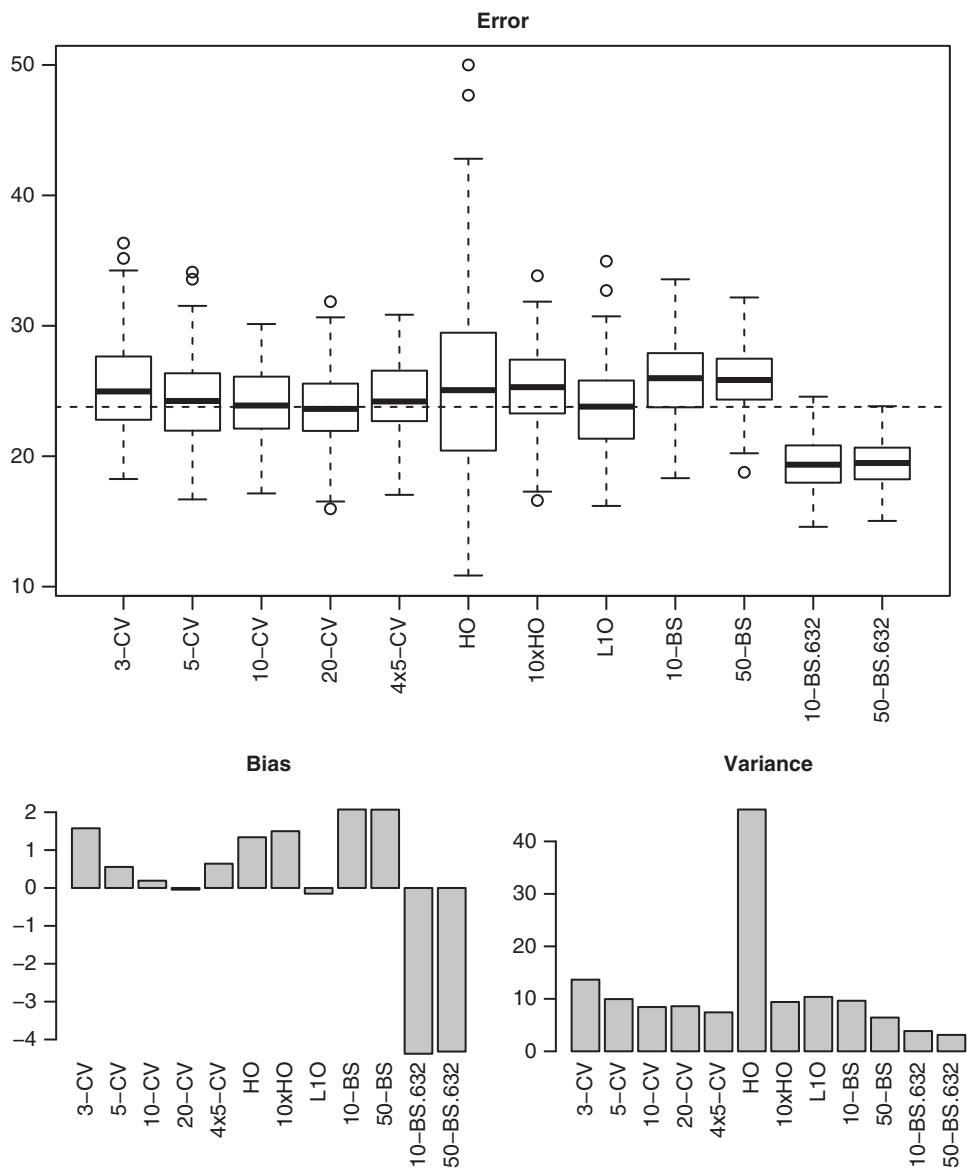 Error
50
40
30
20
10
3−CV
5−CV
10−CV
20−CV
4x5−CV
HO
10xHO
L1O
10−BS
50−BS
10−BS.632
50−BS.632
Bias
2
1
0
−1
−2
−3
−4
3−CV
5−CV
10−CV
20−CV
4x5−CV
HO
10xHO
L1O
10−BS
50−BS
10−BS.632
50−BS.632
Variance
40
30
20
10
0
3−CV
5−CV
10−CV
20−CV
4x5−CV
HO
10xHO
L1O
10−BS
50−BS
10−BS.632
50−BS.632